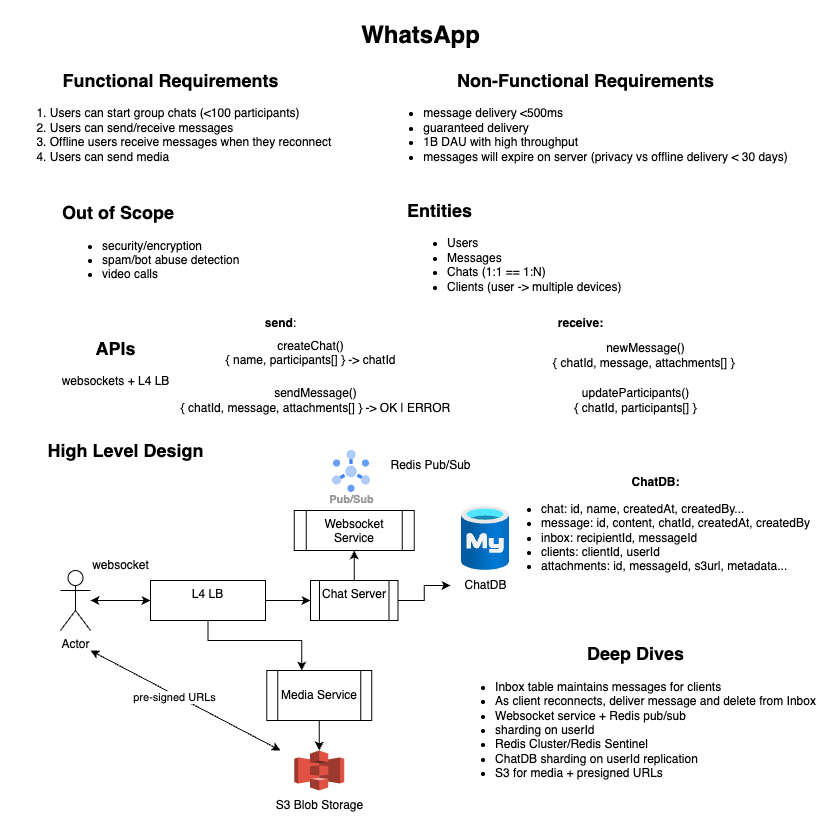 WhatsApp
Functional Requirements
1. Users can start group chats (<100 participants)
2. Users can send/receive messages
3. Offline users receive messages when they reconnect
4. Users can send media
Non-Functional Requirements
• message delivery <500ms
• guaranteed delivery
• 1B DAU with high throughput
• messages will expire on server (privacy vs offline delivery < 30 days)
Out of Scope
• security/encryption
• spam/bot abuse detection
• video calls
Entities
• Users
• Messages
• Chats (1:1 == 1:N)
• Clients (user -> multiple devices)
APIs
websockets + L4 LB
send:
createChat()
{ name, participants[] } -> chatId
sendMessage()
{ chatId, message, attachments[] } -> OK | ERROR
receive:
newMessage()
{ chatId, message, attachments[] }
updateParticipants()
{ chatId, participants[] }
High Level Design
Redis Pub/Sub
Pub/Sub
Websocket
Service
My
ChatDB
websocket
L4 LB
Chat Server
Actor
pre-signed URLs
Media Service
S3 Blob Storage
ChatDB:
• chat: id, name, createdAt, createdBy...
• message: id, content, chatId, createdAt, createdBy
• inbox: recipientId, messageId
• clients: clientId, userId
• attachments: id, messageId, s3url, metadata...
Deep Dives
• Inbox table maintains messages for clients
• As client reconnects, deliver message and delete from Inbox
• Websocket service + Redis pub/sub
• sharding on userId
• Redis Cluster/Redis Sentinel
• ChatDB sharding on userId replication
• S3 for media + presigned URLs